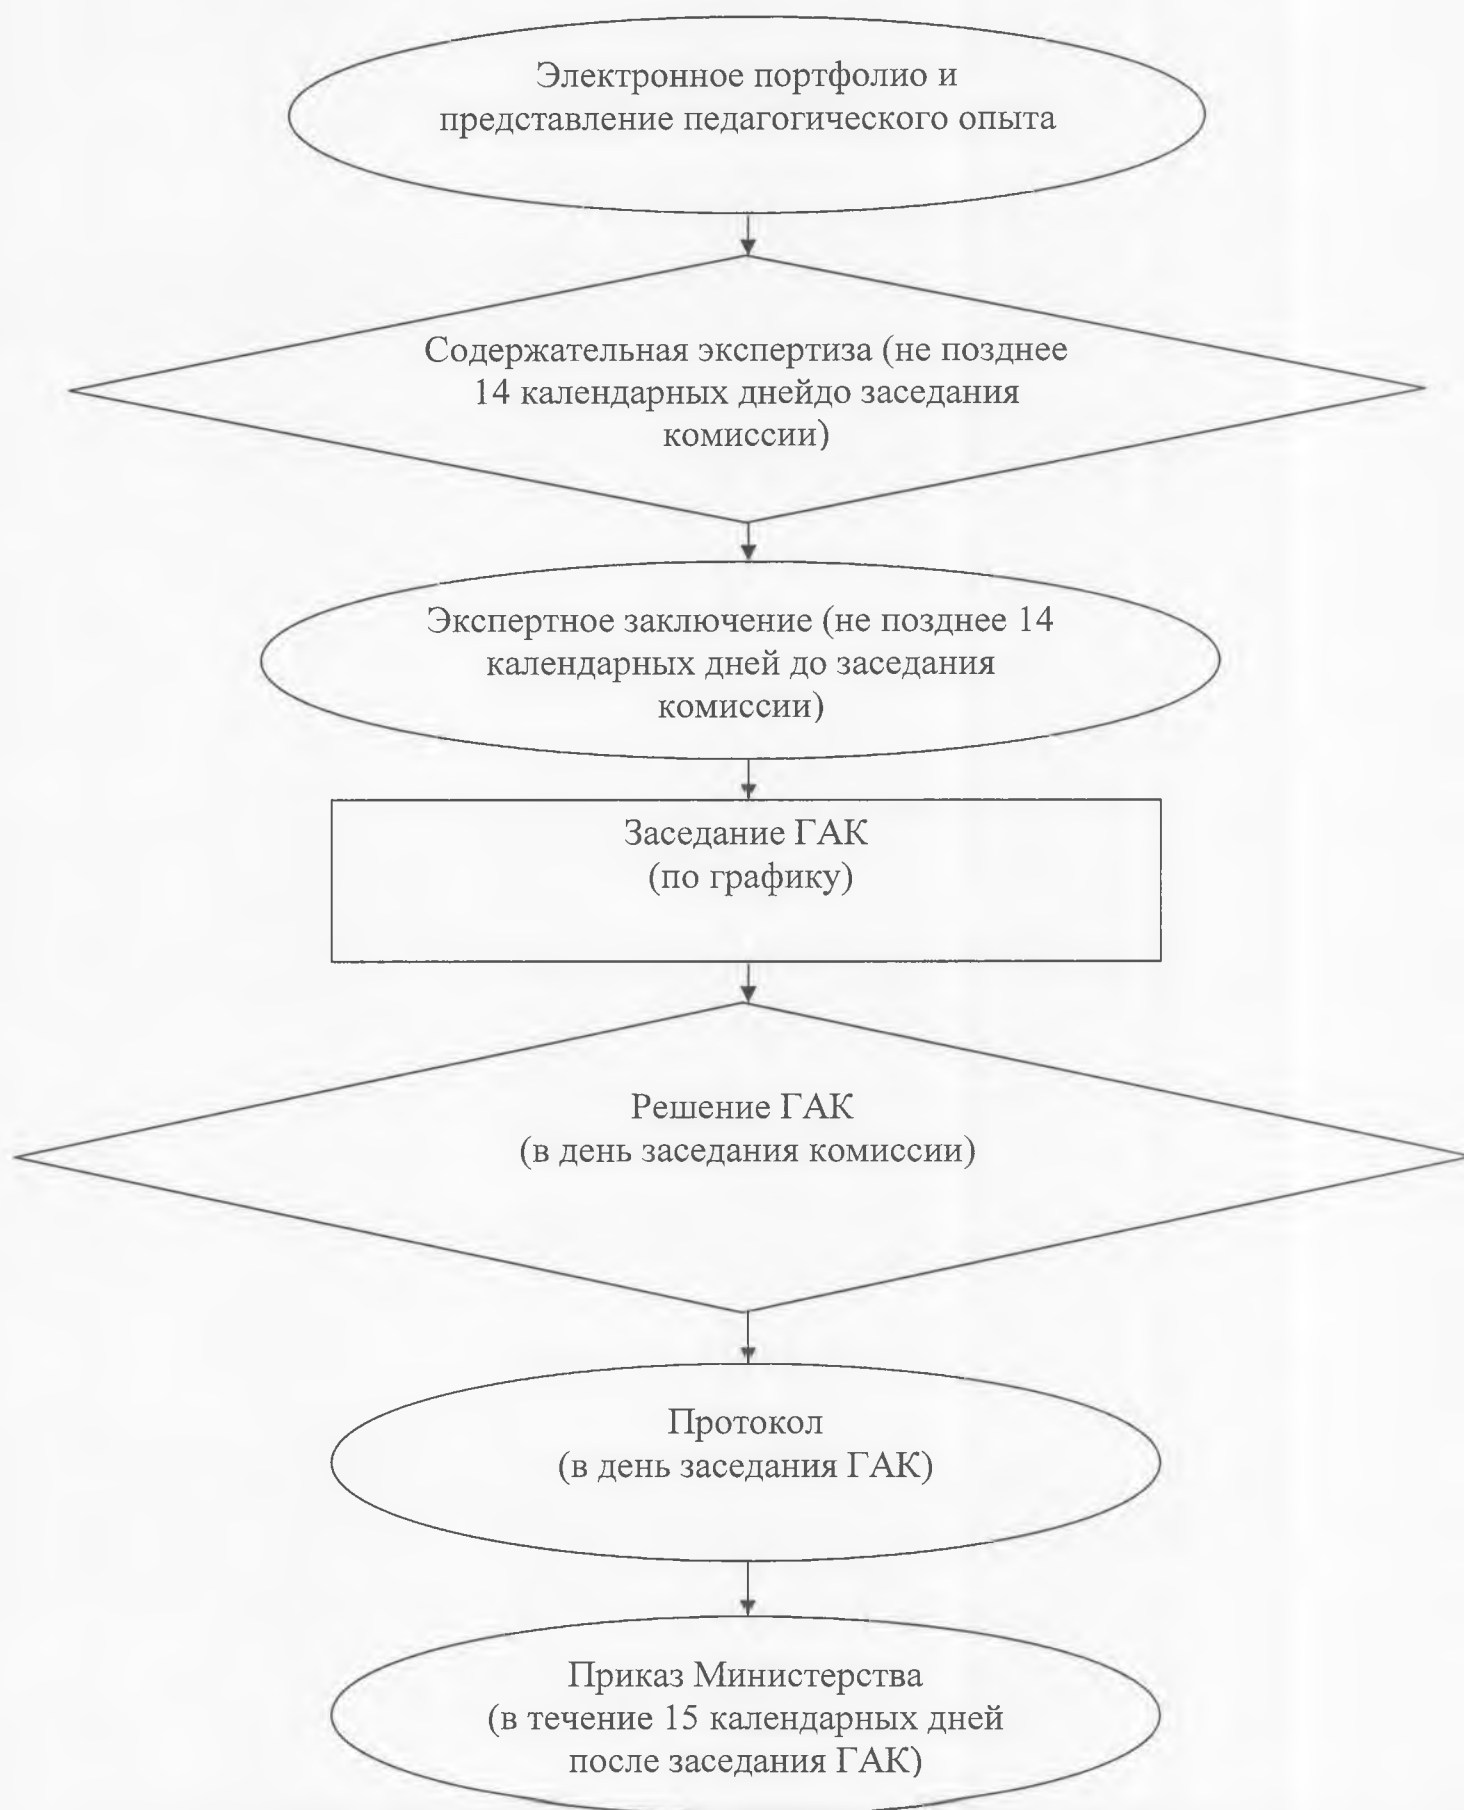 Электронное портфолио и
представление педагогического опыта
Содержательная экспертиза (не позднее
14 календарных днейдо заседания
комиссии)
Экспертное заключение (не позднее 14
календарных дней до заседания
комиссии)
Заседание ГАК
(по графику)
Решение ГАК
(в день заседания комиссии)
Протокол
(в день заседания ГАК)
Приказ Министерства
(в течение 15 календарных дней
после заседания ГАК)